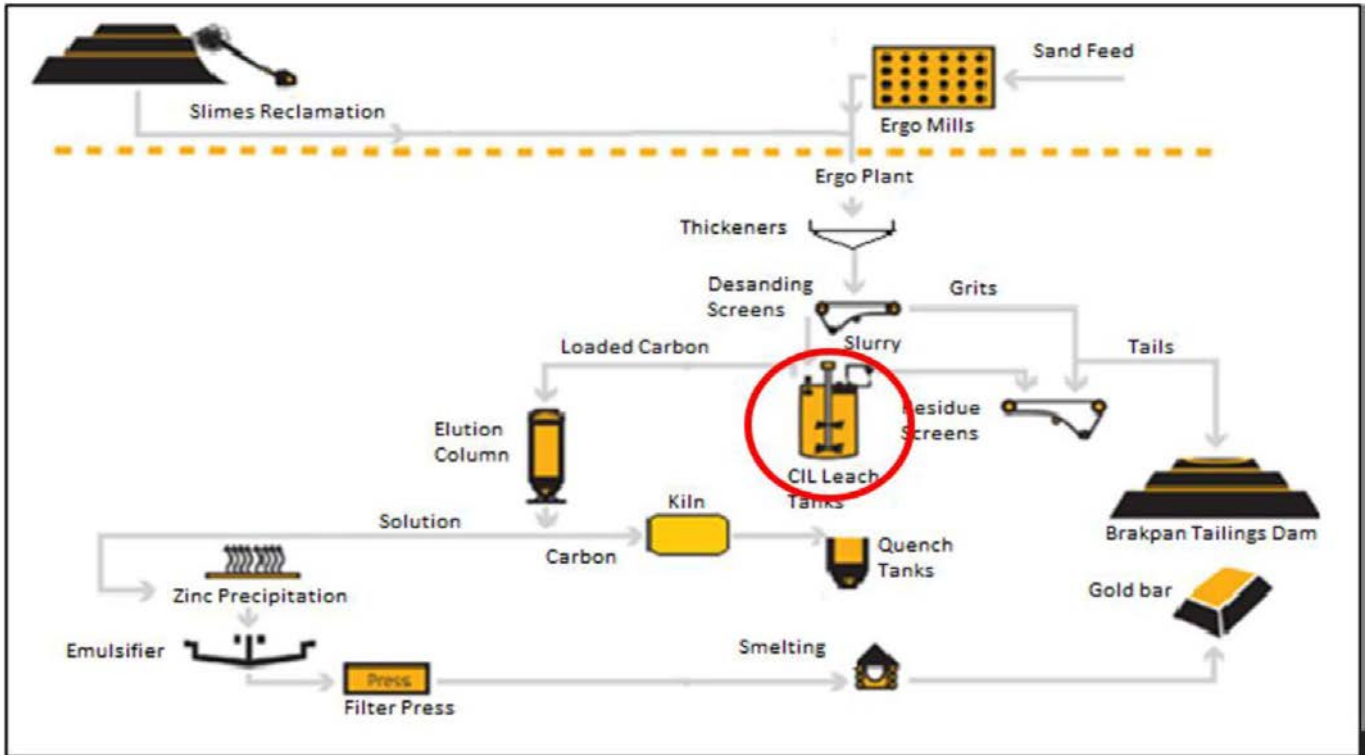 Sand Feed
Slimes Reclamation
Ergo Mills
Ergo Plant
Thickeners
Desanding
Screens
Grits
Slurry
Loaded Carbon
Tails
Residue
Screens
Elution
Column
CIL Leach
Tanks
Kiln
Solution
Brakpan Tailings Dam
Carbon
Quench
Tanks
Zinc Precipitation
Gold bar
Emulsifier
Smelting
Press
Filter Press